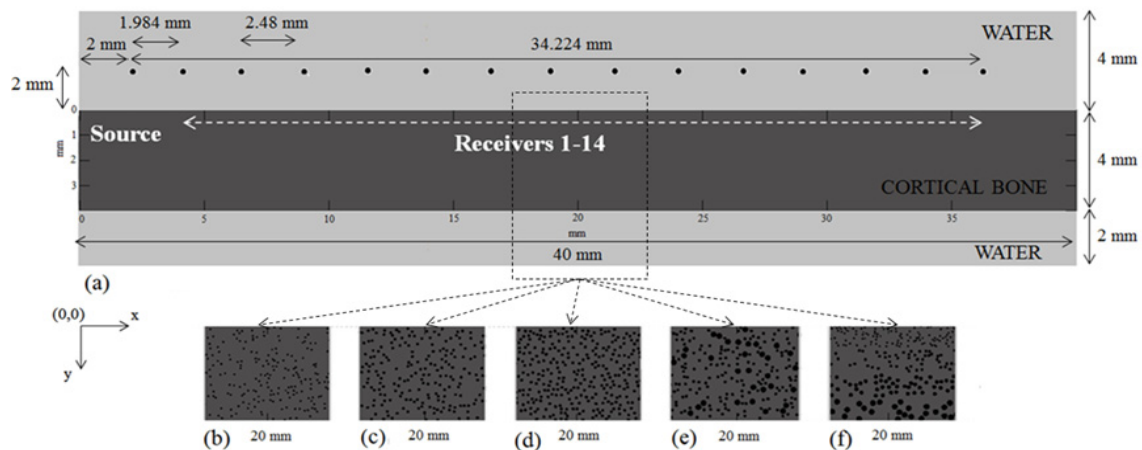 1.984 mm
2.48 mm
WATER
2 mm
34.224 mm
4 mm
2 mm
0
Source
Receivers 1-14
1
mm
2
4 mm
3
CORTICAL BONE
0
5
10
15
20
25
30
35
mm
2 mm
40 mm
WATER
(a)
(0,0)
x
y
(b)
20 mm
(c)
20 mm
(d)
20 mm
(e)
20 mm
(f)
20 mm